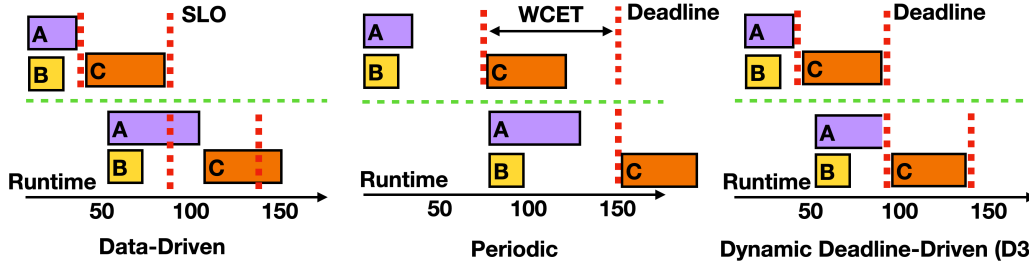 SLO
A
B
C
A
B
C
Runtime
50 100 150
Data-Driven
WCET
Deadline
A
B
C
A
B
C
Runtime
50 100 150
Periodic
Deadline
A
B
C
A
B
C
Runtime
50 100 150
Dynamic Deadline-Driven (D3